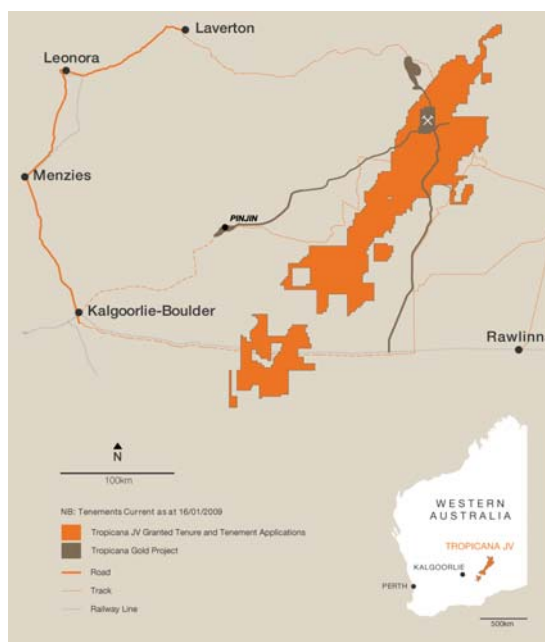 Laverton
Leonora
Menzies
PINJIN
Kalgoorlie-Boulder
Rawlinn
N
100km
NB: Tenements Current as at 16/01/2009
Tropicana JV Granted Tenure and Tenement Applications
Tropicana Gold Project
Road
Track
Railway Line
WESTERN
AUSTRALIA
TROPICANA JV
KALGOORLIE
PERTH
500km